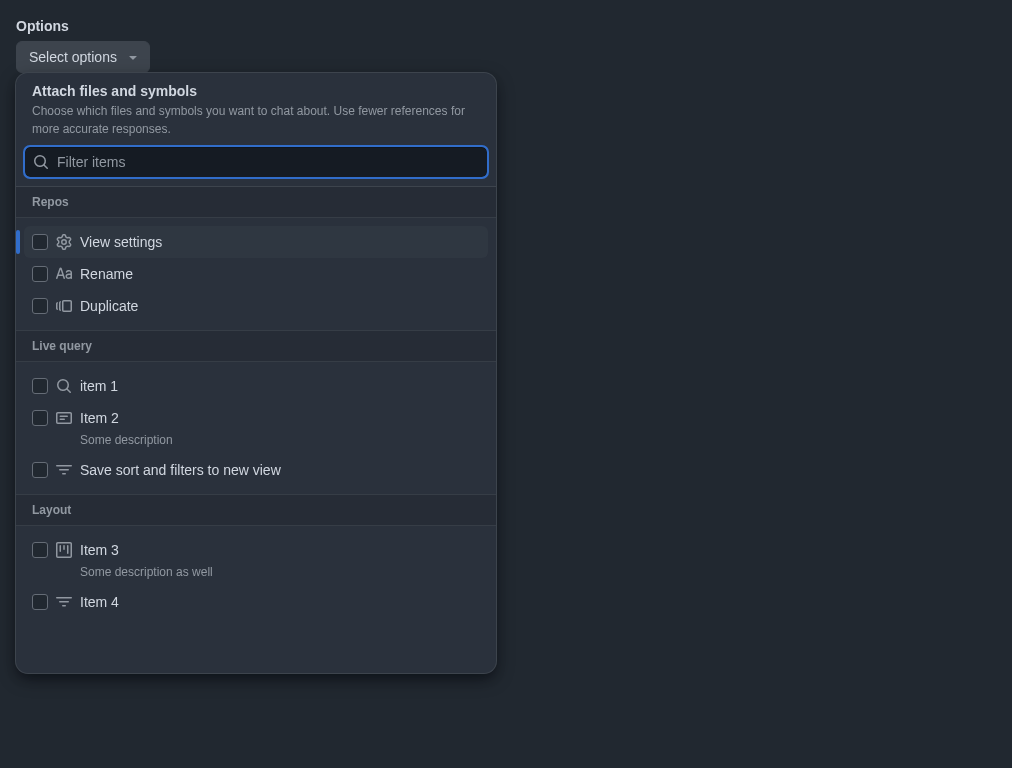 Options
Select options
Attach files and symbols
Choose which files and symbols you want to chat about. Use fewer references for
more accurate responses.
Filter items
Repos
View settings
Rename
Duplicate
Live query
item 1
Item 2
Some description
Save sort and filters to new view
Layout
Item 3
Some description as well
Item 4